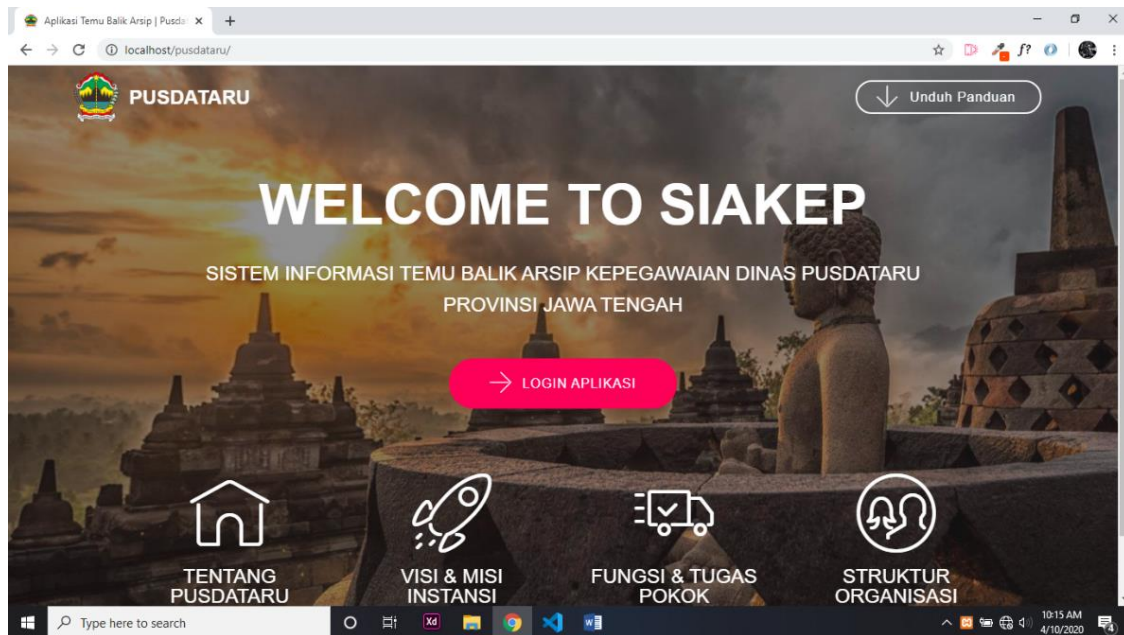 Aplikasi Temu Balik Arsip | Pusda
localhost/pusdataru/
f?
PUSDATARU
Unduh Panduan
WELCOME TO SIAKEP
SISTEM INFORMASI TEMU BALIK ARSIP KEPEGAWAIAN DINAS PUSDATARU
PROVINSI JAWA TENGAH
LOGIN APLIKASI
TENTANG
PUSDATARU
VISI & MISI
INSTANSI
FUNGSI & TUGAS
POKOK
STRUKTUR
ORGANISASI
Type here to search
Xd
W
10:15 AM
4/10/2020
4